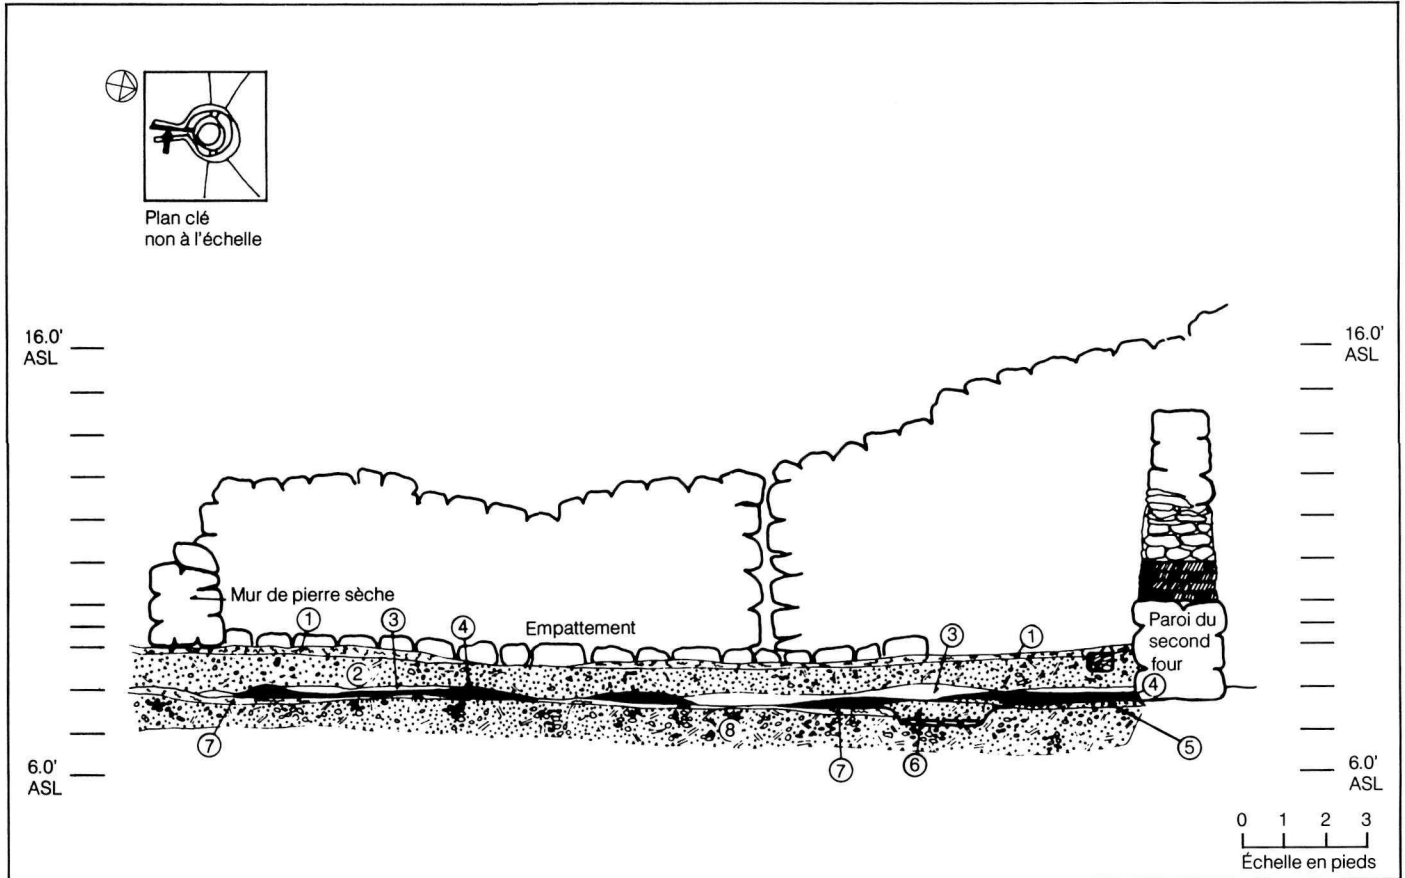 Plan clé
non à l'échelle
16.0'
ASL
16.0'
ASL
Mur de pierre sèche
1
3
4
Empattement
3
1
Paroi du
second
four
2
4
7
8
7
6
5
6.0'
ASL
6.0'
ASL
0 1 2 3
Échelle en pieds